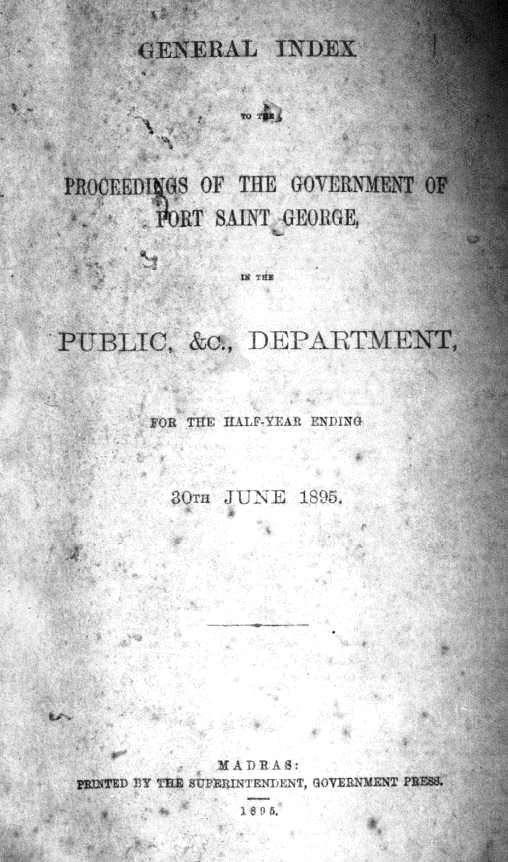 GENERAL INDEX
TO THE
PROCEEDINGS OF THE GOVERNMENT OF
FORT SAINT GEORGE,
IN THE
PUBLIC, &C., DEPARTMENT,
FOR THE HALF-YEAR ENDING
30TH JUNE 1895.
MADRAS:
PRINTED BY THE SUPERINTENDENT, GOVERNMENT PRESS.
1895.